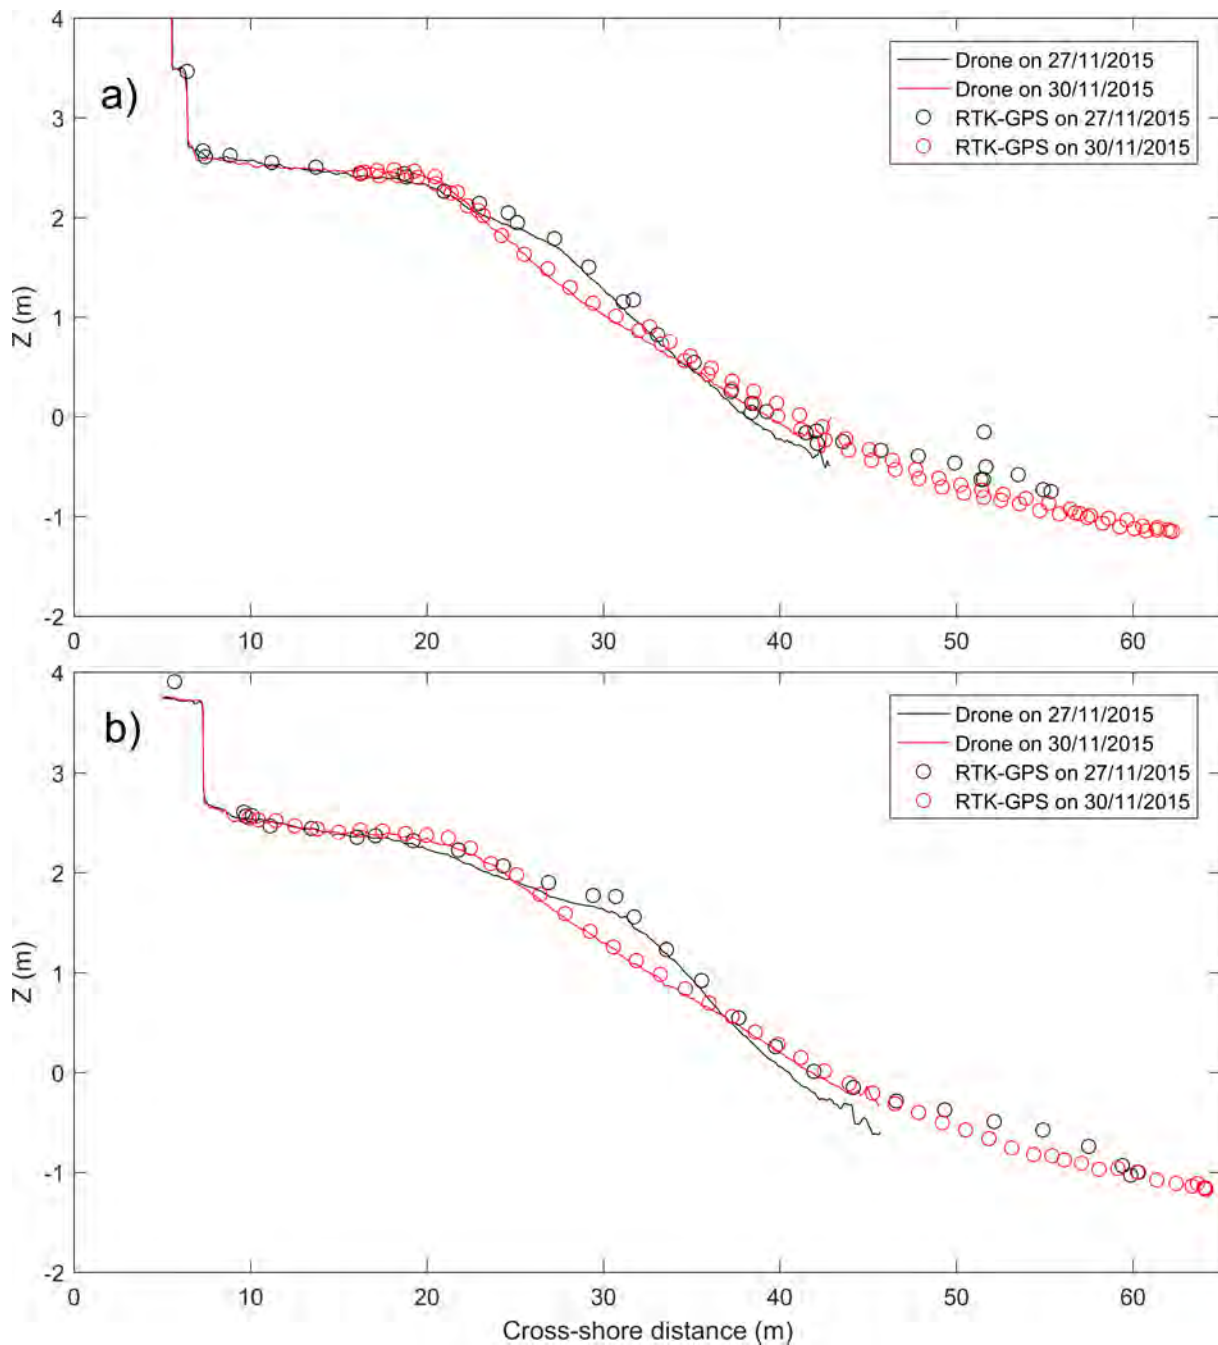 4
3
2
1
0
-1
-2
Z (m)
a)
Drone on 27/11/2015
Drone on 30/11/2015
RTK-GPS on 27/11/2015
RTK-GPS on 30/11/2015
0 10 20 30 40 50 60
4
3
2
1
0
-1
-2
Z (m)
b)
Drone on 27/11/2015
Drone on 30/11/2015
RTK-GPS on 27/11/2015
RTK-GPS on 30/11/2015
0 10 20 30 40 50 60
Cross-shore distance (m)